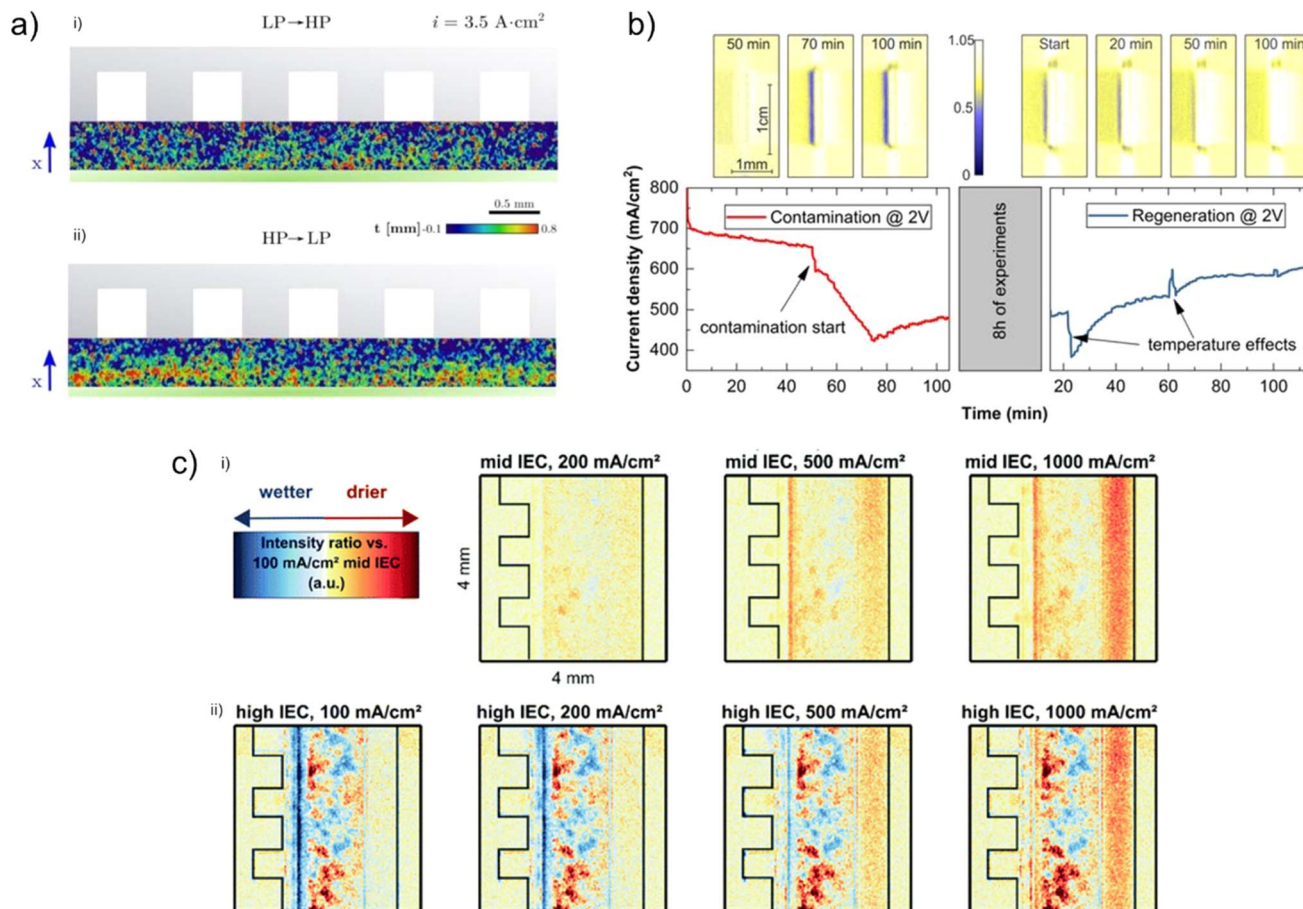 a)
i)
LP→HP
i = 3.5 A·cm²
x
0.5 mm
ii)
HP→LP
t [mm] -0.1
0.8
x
b)
50 min
70 min
100 min
1cm
1mm
1.05
0.5
0
Start
20 min
50 min
100 min
800
700
600
500
400
Current density (mA/cm²)
Contamination @ 2V
contamination start
0 20 40 60 80 100
8h of experiments
Regeneration @ 2V
temperature effects
20 40 60 80 100
Time (min)
c)
i)
wetter drier
Intensity ratio vs.
100 mA/cm² mid IEC
(a.u.)
mid IEC, 200 mA/cm²
mid IEC, 500 mA/cm²
mid IEC, 1000 mA/cm²
4 mm
4 mm
ii)
high IEC, 100 mA/cm²
high IEC, 200 mA/cm²
high IEC, 500 mA/cm²
high IEC, 1000 mA/cm²